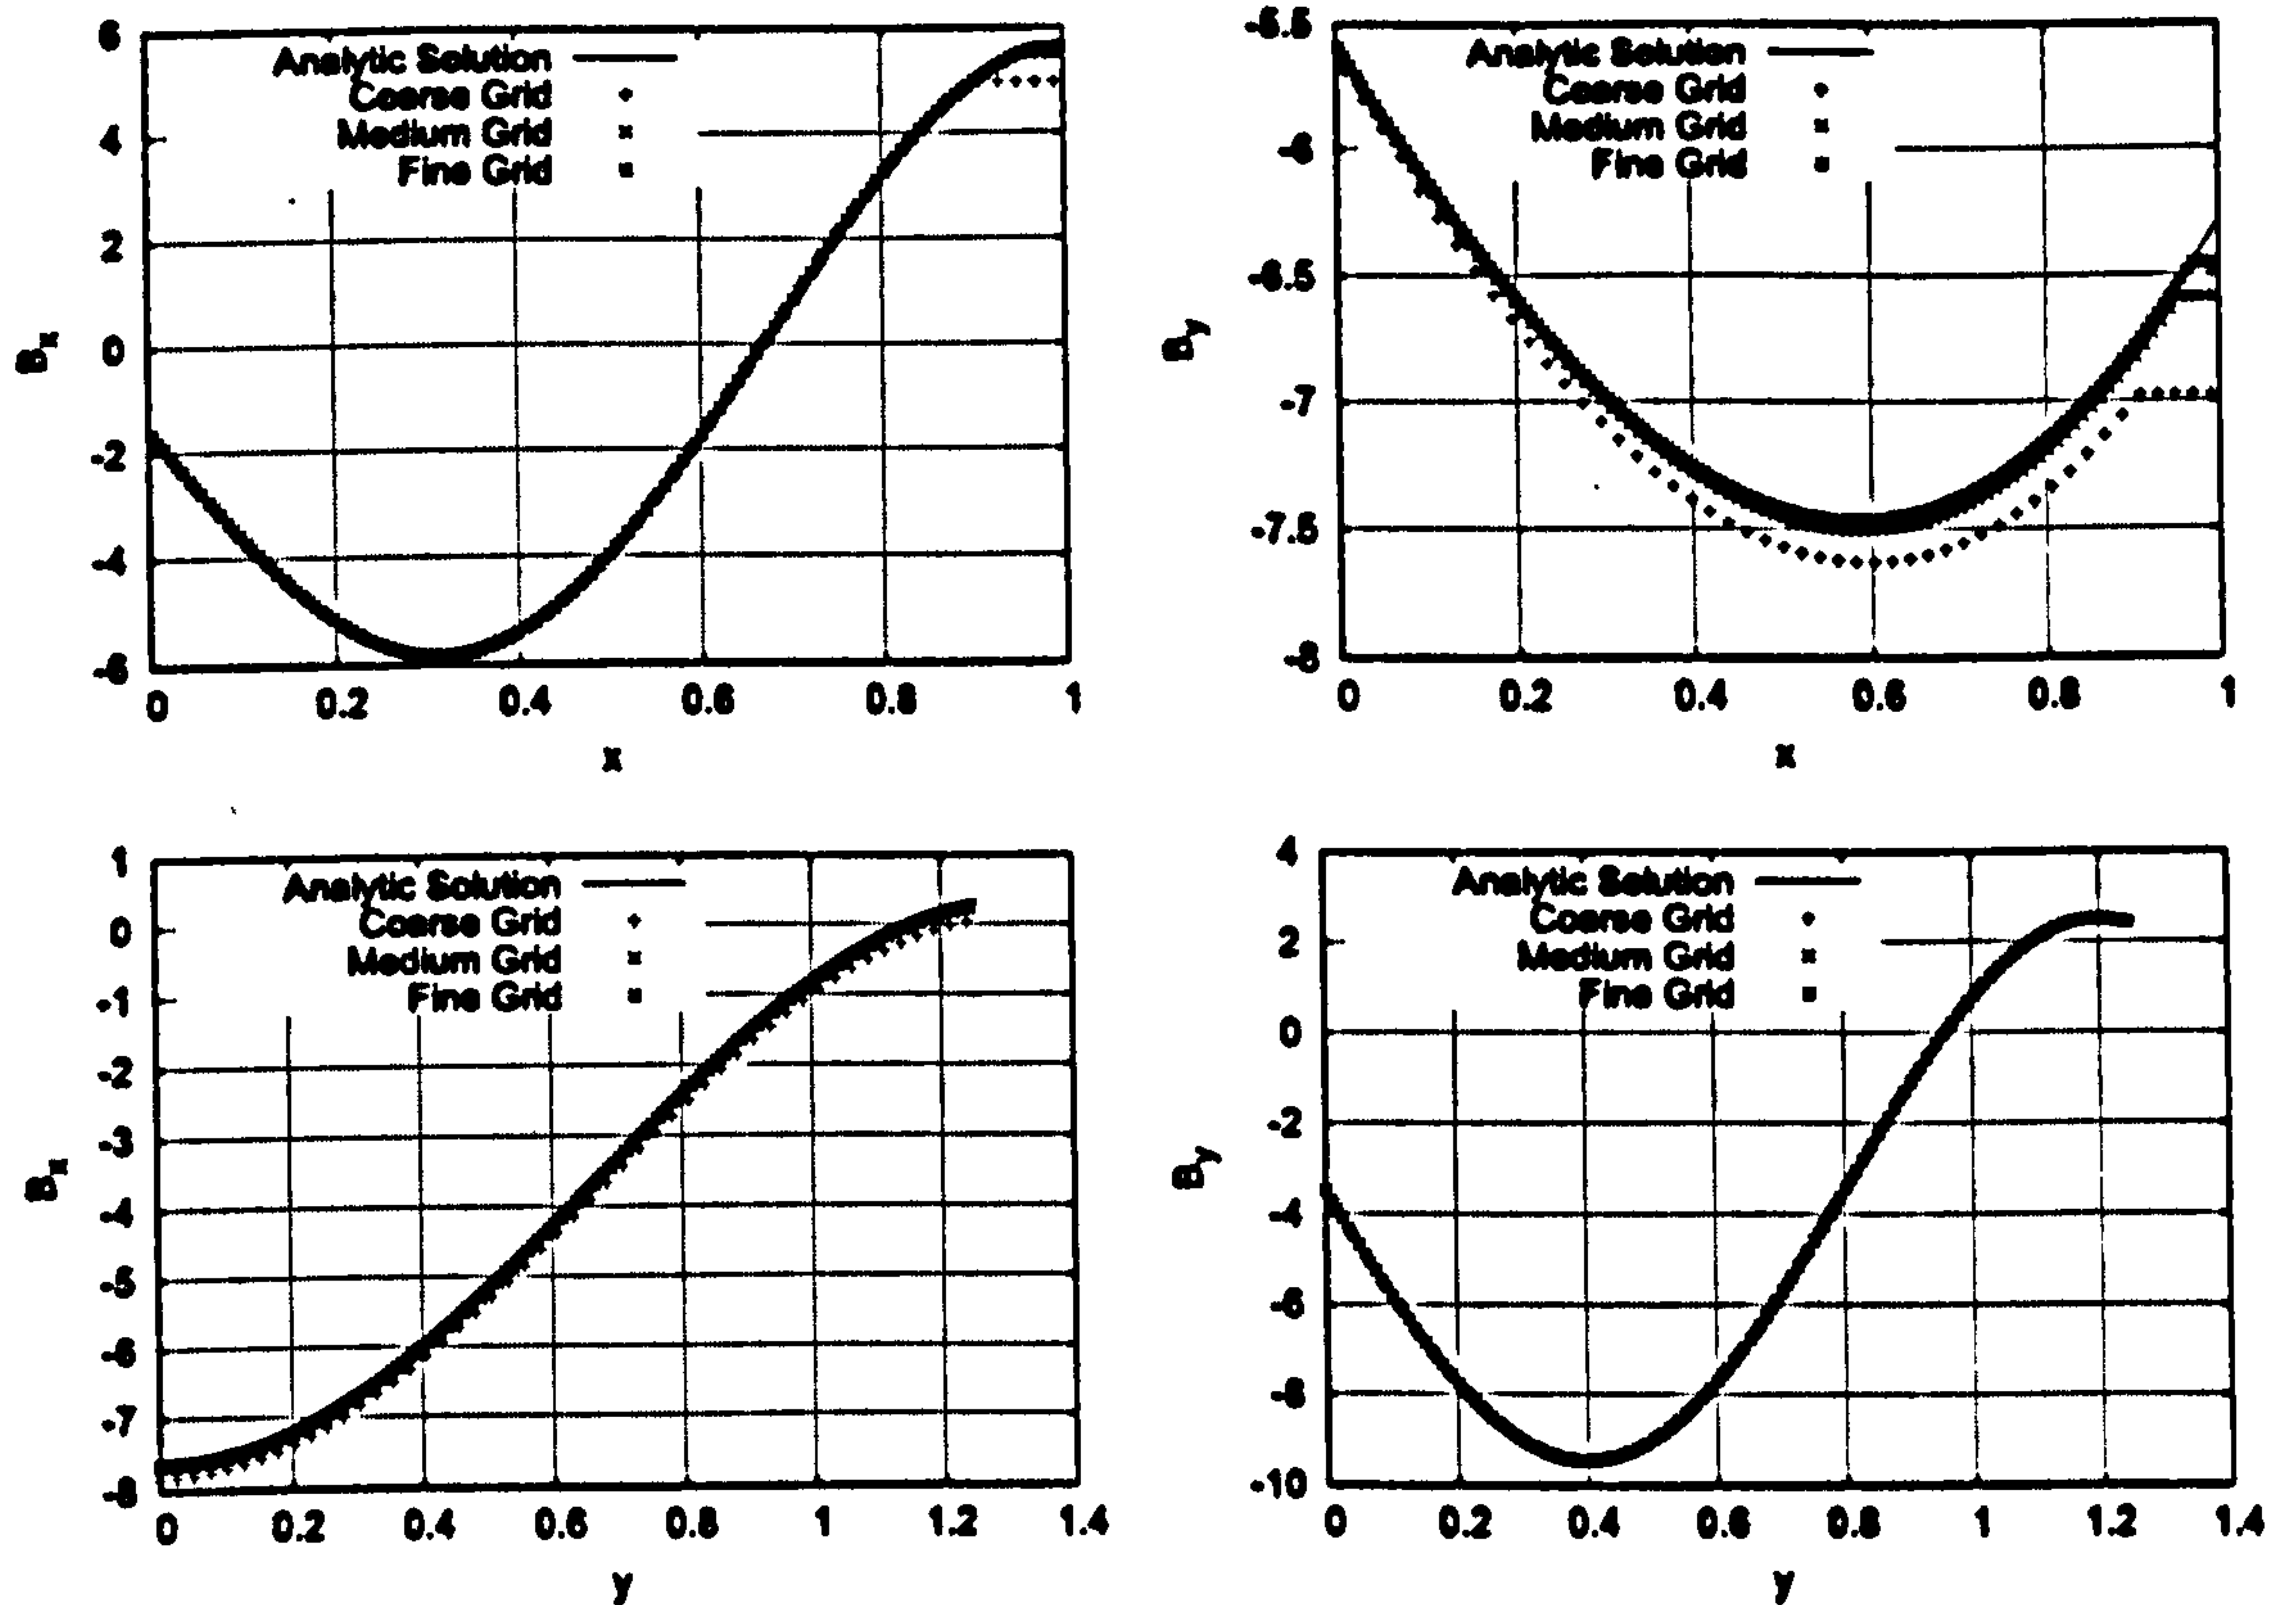 6
Analytic Solution
Coarse Grid
4
Medium Grid
Fine Grid
2
0
-2
-4
-6
B_x
0 0.2 0.4 0.6 0.8 1
x
-5.5
Analytic Solution
Coarse Grid
Medium Grid
-6
Fine Grid
-6.5
-7
-7.5
-8
B_y
0 0.2 0.4 0.6 0.8 1
x
1
Analytic Solution
Coarse Grid
0
Medium Grid
Fine Grid
-1
-2
-3
-4
-5
-6
-7
-8
B_x
0 0.2 0.4 0.6 0.8 1 1.2 1.4
y
4
Analytic Solution
Coarse Grid
2
Medium Grid
Fine Grid
0
-2
-4
-6
-8
-10
B_y
0 0.2 0.4 0.6 0.8 1 1.2 1.4
y